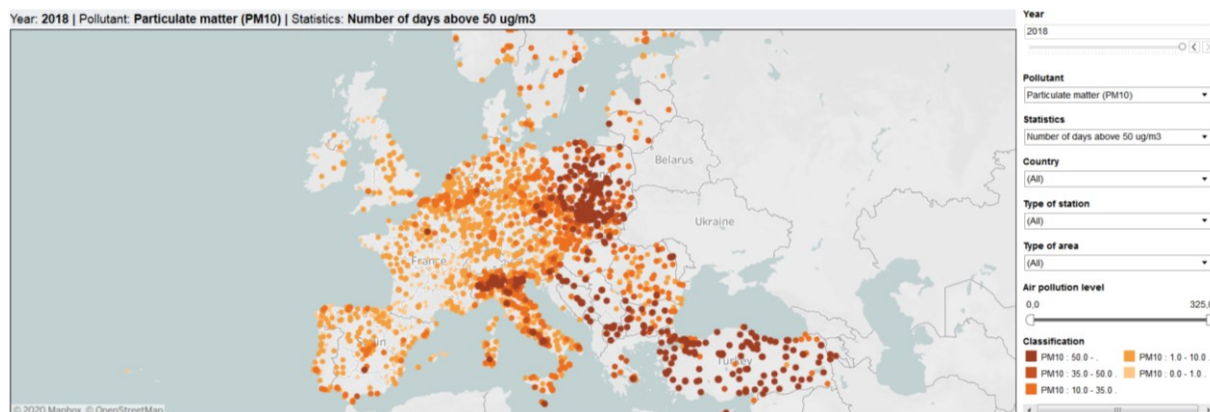 Year: 2018 | Pollutant: Particulate matter (PM10) | Statistics: Number of days above 50 ug/m3
Belarus
Ukraine
France
Spain
Turkey
© 2020 Mapbox © OpenStreetMap
Year
2018
Pollutant
Particulate matter (PM10)
Statistics
Number of days above 50 ug/m3
Country
(All)
Type of station
(All)
Type of area
(All)
Air pollution level
0,0 325,
Classification
PM10 : 50.0 - . PM10 : 1.0 - 10.0 .
PM10 : 35.0 - 50.0 . PM10 : 0.0 - 1.0 .
PM10 : 10.0 - 35.0 .